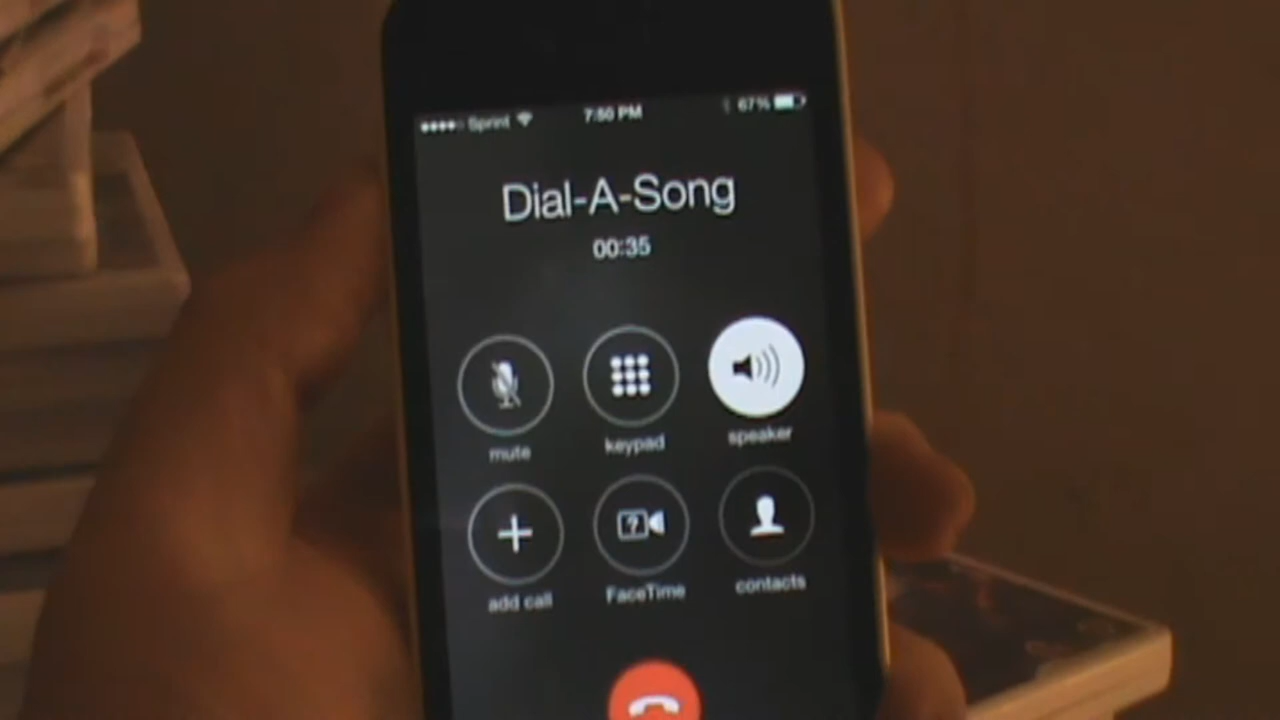 Sprint 7:50 PM 67%
Dial-A-Song
00:35
mute keypad speaker
?
add call FaceTime contacts